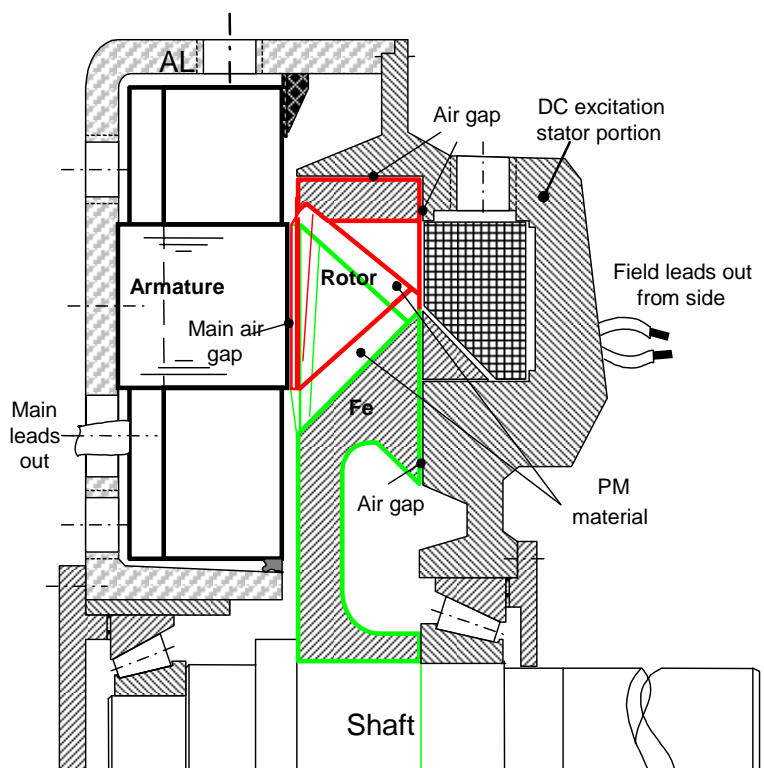 AL
Air gap
DC excitation
stator portion
Armature
Rotor
Field leads out
from side
Main air
gap
Main
leads
out
Fe
Air gap
PM
material
Shaft